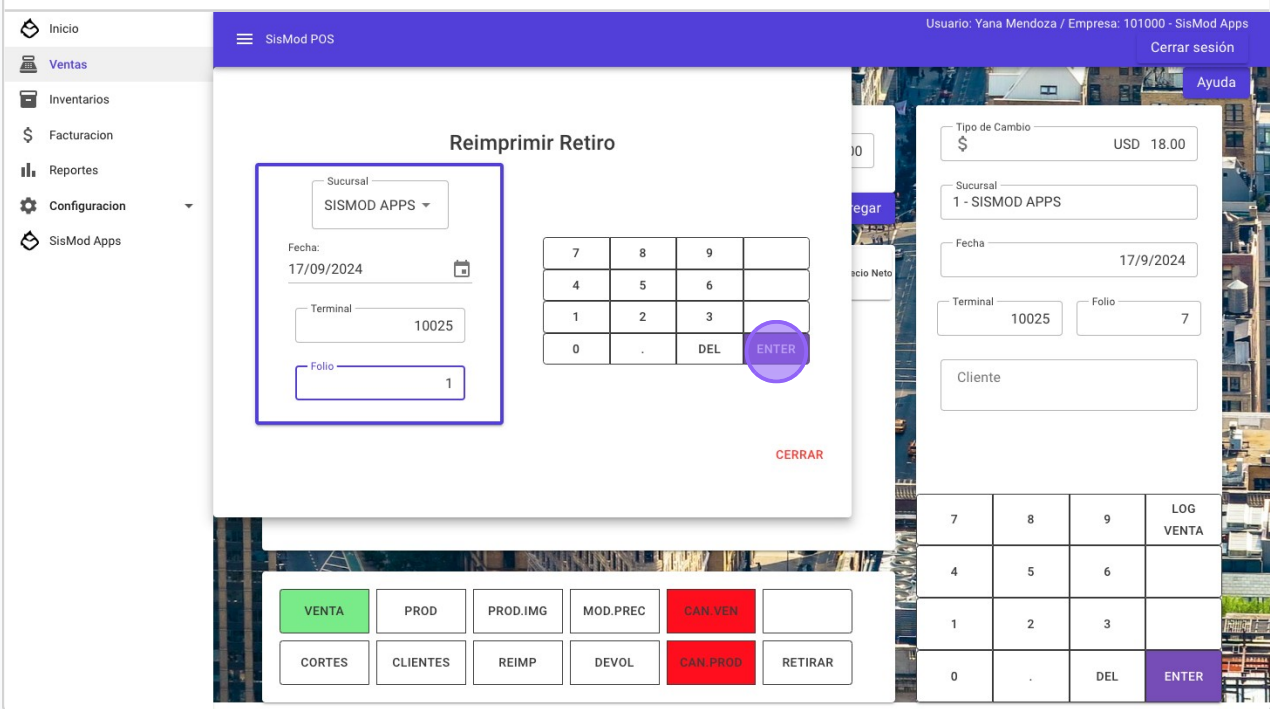 Usuario: Yana Mendoza / Empresa: 101000 - SisMod Apps
SisMod POS
Cerrar sesión
Ayuda
Inicio
Ventas
Inventarios
Facturacion
Reportes
Configuracion
SisMod Apps
Reimprimir Retiro
Sucursal
SISMOD APPS
Fecha:
17/09/2024
Terminal
10025
Folio
1
7 8 9
4 5 6
1 2 3
0 . DEL ENTER
CERRAR
00
egar
ecio Neto
Tipo de Cambio
$ USD 18.00
Sucursal
1 - SISMOD APPS
Fecha
17/9/2024
Terminal Folio
10025 7
Cliente
7 8 9 LOG
VENTA
4 5 6
1 2 3
0 . DEL ENTER
VENTA PROD PROD.IMG MOD.PREC CAN.VEN
CORTES CLIENTES REIMP DEVOL CAN.PROD RETIRAR